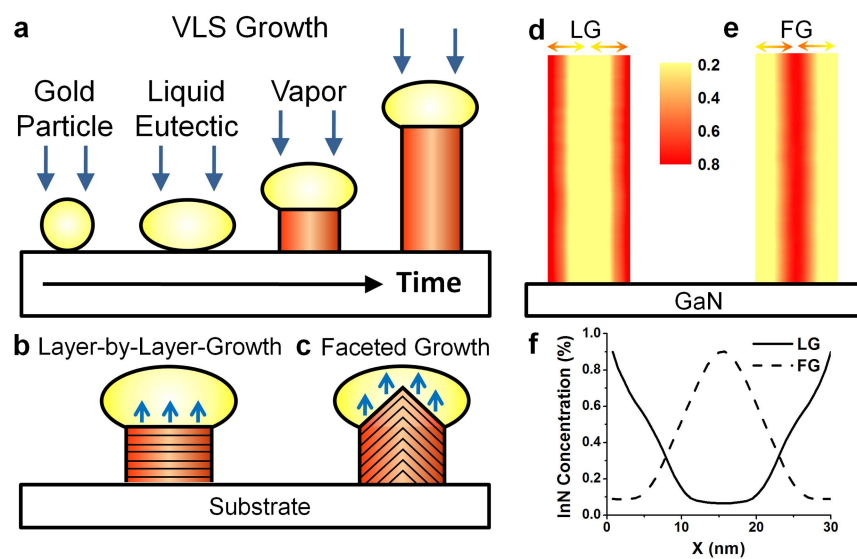 a
VLS Growth
Gold
Particle
Liquid
Eutectic
Vapor
Time
b
Layer-by-Layer-Growth
c
Faceted Growth
Substrate
d
LG
e
FG
0.2
0.4
0.6
0.8
GaN
f
LG
FG
InN Concentration (%)
1.0
0.8
0.6
0.4
0.2
0.0
0
10
20
30
X (nm)